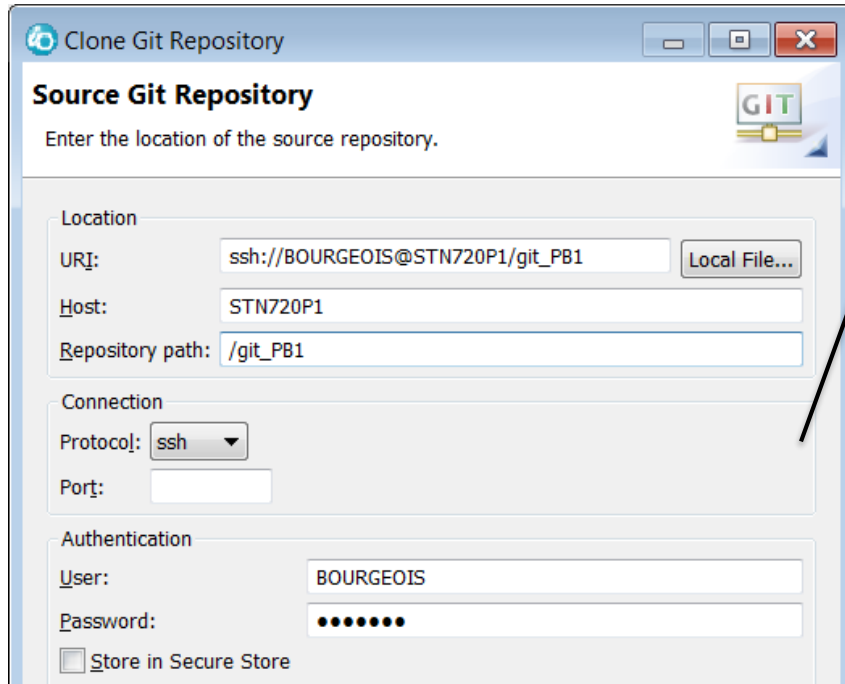 Clone Git Repository
Source Git Repository
GIT
Enter the location of the source repository.
Location
URI: ssh://BOURGEOIS@STN720P1/git_PB1 Local File...
Host: STN720P1
Repository path: /git_PB1
Connection
Protocol: ssh
Port:
Authentication
User: BOURGEOIS
Password: ●●●●●●●
Store in Secure Store